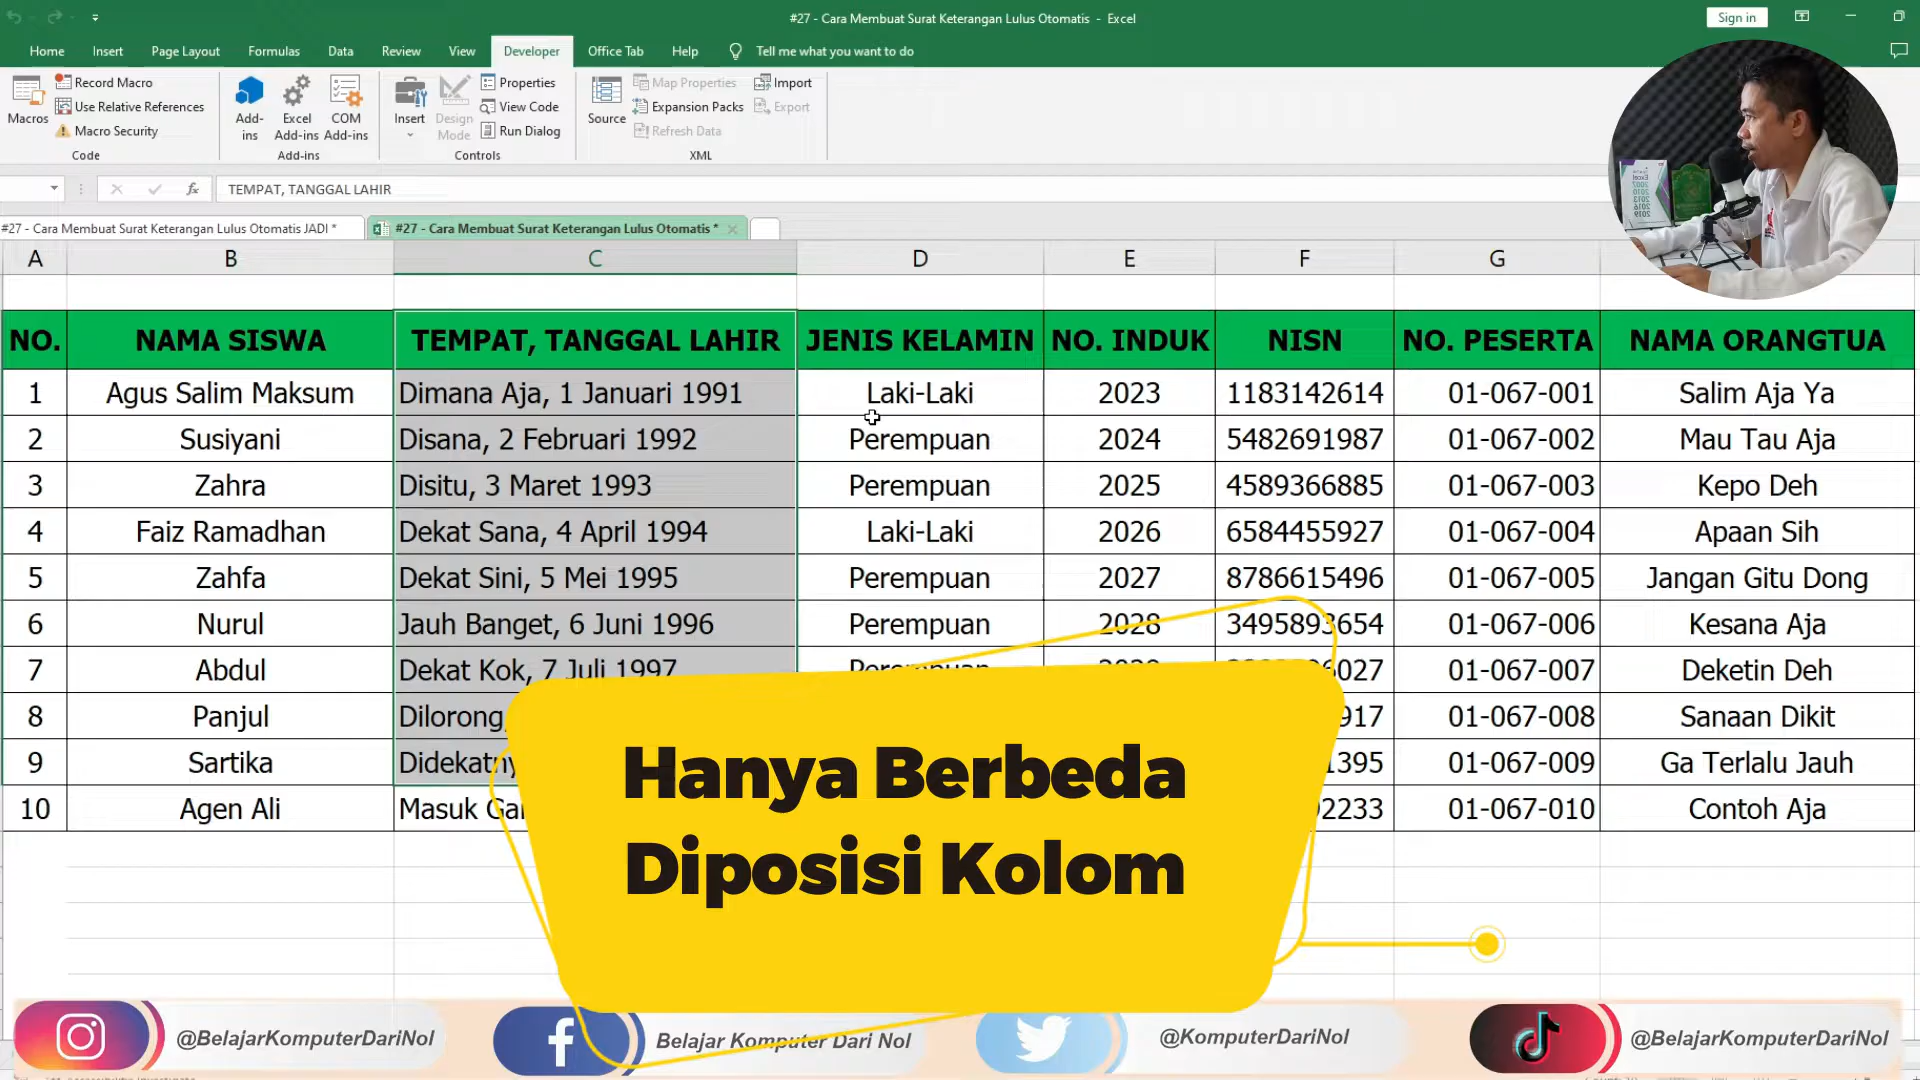 #27 - Cara Membuat Surat Keterangan Lulus Otomatis - Excel
Sign in
Home Insert Page Layout Formulas Data Review View Developer Office Tab Help Tell me what you want to do
Macros
Record Macro
Use Relative References
Macro Security
Code
Add-ins
Excel Add-ins
COM Add-ins
Add-ins
Insert
Design Mode
Properties
View Code
Run Dialog
Controls
Source
Map Properties
Expansion Packs
Refresh Data
Import
Export
XML
fx TEMPAT, TANGGAL LAHIR
#27 - Cara Membuat Surat Keterangan Lulus Otomatis JADI *
#27 - Cara Membuat Surat Keterangan Lulus Otomatis *
A B C D E F G
NO. NAMA SISWA TEMPAT, TANGGAL LAHIR JENIS KELAMIN NO. INDUK NISN NO. PESERTA NAMA ORANGTUA
1 Agus Salim Maksum Dimana Aja, 1 Januari 1991 Laki-Laki 2023 1183142614 01-067-001 Salim Aja Ya
2 Susiyani Disana, 2 Februari 1992 Perempuan 2024 5482691987 01-067-002 Mau Tau Aja
3 Zahra Disitu, 3 Maret 1993 Perempuan 2025 4589366885 01-067-003 Kepo Deh
4 Faiz Ramadhan Dekat Sana, 4 April 1994 Laki-Laki 2026 6584455927 01-067-004 Apaan Sih
5 Zahfa Dekat Sini, 5 Mei 1995 Perempuan 2027 8786615496 01-067-005 Jangan Gitu Dong
6 Nurul Jauh Banget, 6 Juni 1996 Perempuan 2028 3495893654 01-067-006 Kesana Aja
7 Abdul Dekat Kok, 7 Juli 1997 01-067-007 Deketin Deh
8 Panjul Dilorong, 01-067-008 Sanaan Dikit
9 Sartika 01-067-009 Ga Terlalu Jauh
10 Agen Ali Masuk 01-067-010 Contoh Aja
Hanya Berbeda
Diposisi Kolom
@BelajarKomputerDariNol
Belajar Komputer Dari Nol
@KomputerDariNol
@BelajarKomputerDariNol